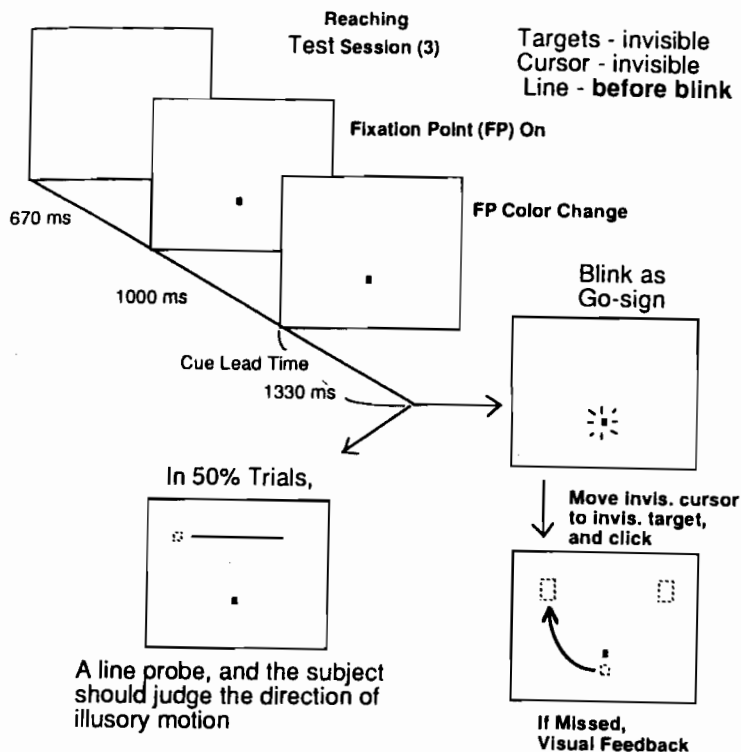 Reaching
Test Session (3)
Targets - invisible
Cursor - invisible
Line - before blink
Fixation Point (FP) On
FP Color Change
670 ms
1000 ms
Cue Lead Time
1330 ms
Blink as
Go-sign
In 50% Trials,
Move invis. cursor
to invis. target,
and click
A line probe, and the subject
should judge the direction of
illusory motion
If Missed,
Visual Feedback